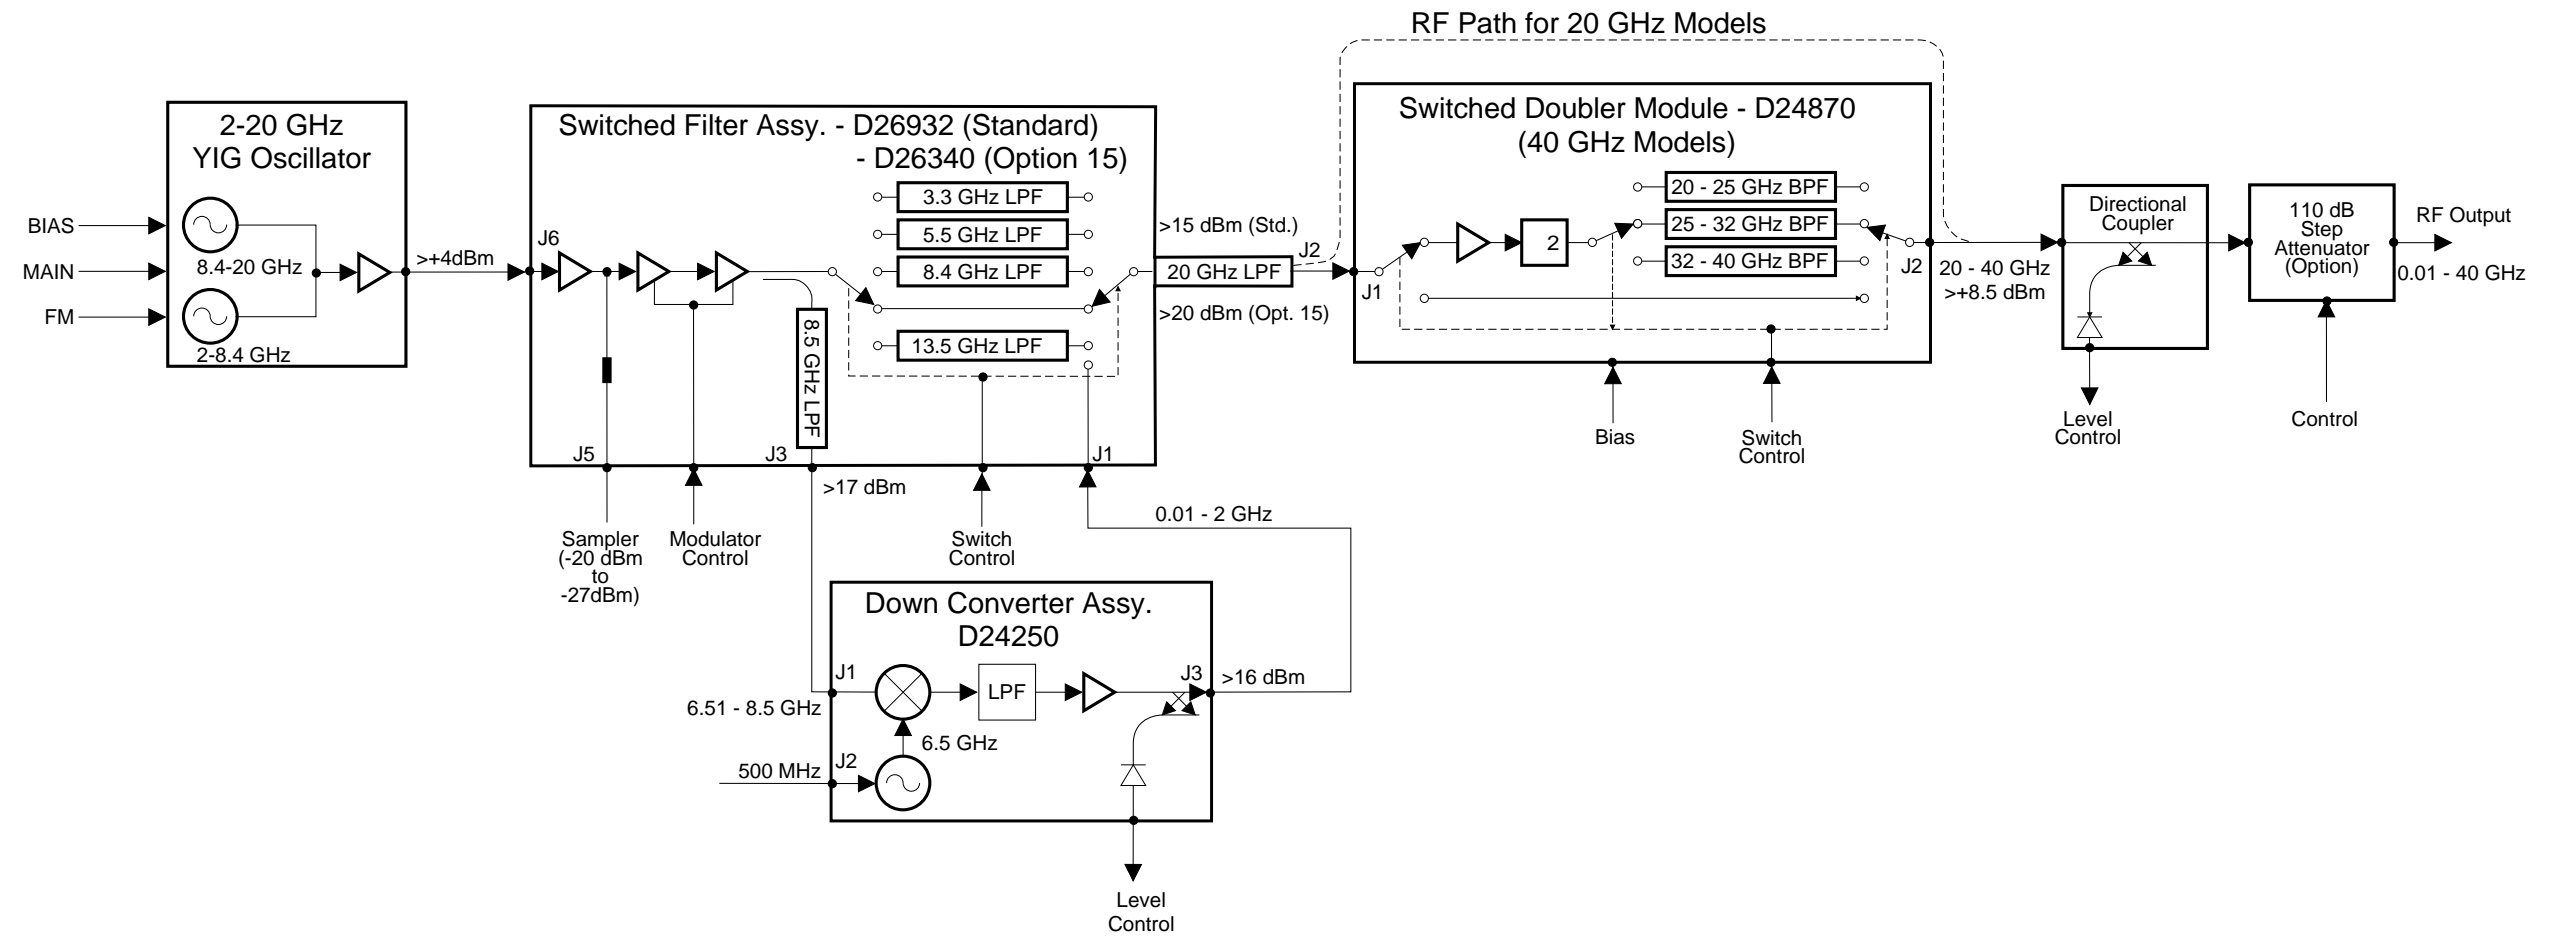 RF Path for 20 GHz Models
2-20 GHz
YIG Oscillator
BIAS
MAIN
FM
8.4-20 GHz
2-8.4 GHz
>+4dBm
Switched Filter Assy. - D26932 (Standard)
- D26340 (Option 15)
J6
3.3 GHz LPF
5.5 GHz LPF
8.4 GHz LPF
13.5 GHz LPF
8.5 GHz LPF
J5
J3
J1
>15 dBm (Std.)
J2
20 GHz LPF
>20 dBm (Opt. 15)
Sampler
(-20 dBm
to
-27dBm)
Modulator
Control
>17 dBm
Switch
Control
0.01 - 2 GHz
Switched Doubler Module - D24870
(40 GHz Models)
J1
2
20 - 25 GHz BPF
25 - 32 GHz BPF
32 - 40 GHz BPF
J2
Bias
Switch
Control
20 - 40 GHz
>+8.5 dBm
Directional
Coupler
Level
Control
110 dB
Step
Attenuator
(Option)
Control
RF Output
0.01 - 40 GHz
Down Converter Assy.
D24250
J1
6.51 - 8.5 GHz
LPF
J3
>16 dBm
6.5 GHz
500 MHz
J2
Level
Control